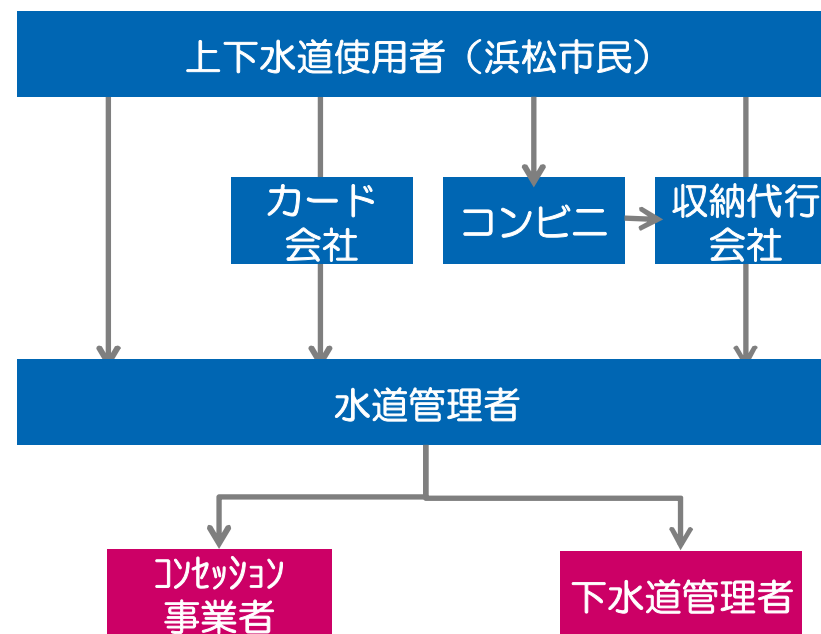 上下水道使用者（浜松市民）
カード
会社
コンビニ
収納代行
会社
水道管理者
ｺﾝｾｯｼｮﾝ
事業者
下水道管理者